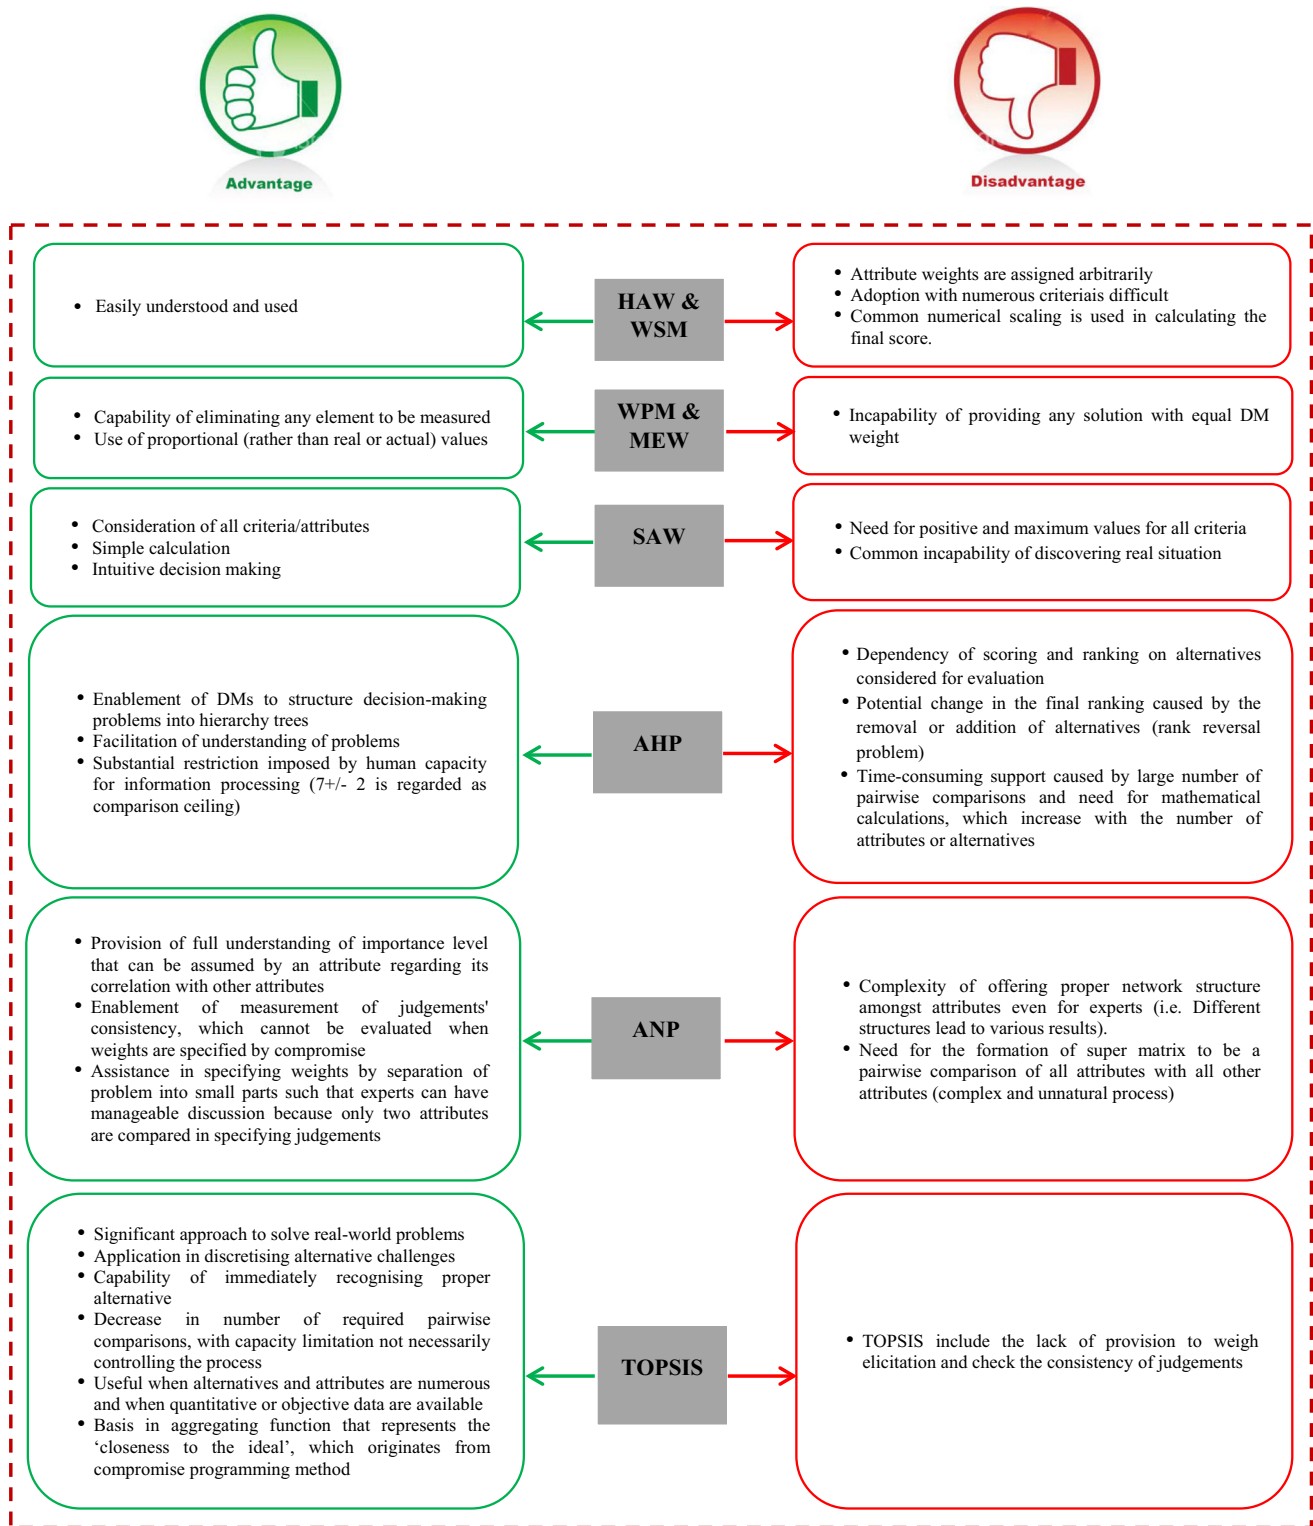 Advantage
Disadvantage
• Easily understood and used
HAW &
WSM
• Attribute weights are assigned arbitrarily
• Adoption with numerous criteriais difficult
• Common numerical scaling is used in calculating the
final score.
• Capability of eliminating any element to be measured
• Use of proportional (rather than real or actual) values
WPM &
MEW
• Incapability of providing any solution with equal DM
weight
• Consideration of all criteria/attributes
• Simple calculation
• Intuitive decision making
SAW
• Need for positive and maximum values for all criteria
• Common incapability of discovering real situation
• Enablement of DMs to structure decision-making
problems into hierarchy trees
• Facilitation of understanding of problems
• Substantial restriction imposed by human capacity
for information processing (7+/- 2 is regarded as
comparison ceiling)
AHP
• Dependency of scoring and ranking on alternatives
considered for evaluation
• Potential change in the final ranking caused by the
removal or addition of alternatives (rank reversal
problem)
• Time-consuming support caused by large number of
pairwise comparisons and need for mathematical
calculations, which increase with the number of
attributes or alternatives
• Provision of full understanding of importance level
that can be assumed by an attribute regarding its
correlation with other attributes
• Enablement of measurement of judgements'
consistency, which cannot be evaluated when
weights are specified by compromise
• Assistance in specifying weights by separation of
problem into small parts such that experts can have
manageable discussion because only two attributes
are compared in specifying judgements
ANP
• Complexity of offering proper network structure
amongst attributes even for experts (i.e. Different
structures lead to various results).
• Need for the formation of super matrix to be a
pairwise comparison of all attributes with all other
attributes (complex and unnatural process)
• Significant approach to solve real-world problems
• Application in discretising alternative challenges
• Capability of immediately recognising proper
alternative
• Decrease in number of required pairwise
comparisons, with capacity limitation not necessarily
controlling the process
• Useful when alternatives and attributes are numerous
and when quantitative or objective data are available
• Basis in aggregating function that represents the
‘closeness to the ideal’, which originates from
compromise programming method
TOPSIS
• TOPSIS include the lack of provision to weigh
elicitation and check the consistency of judgements